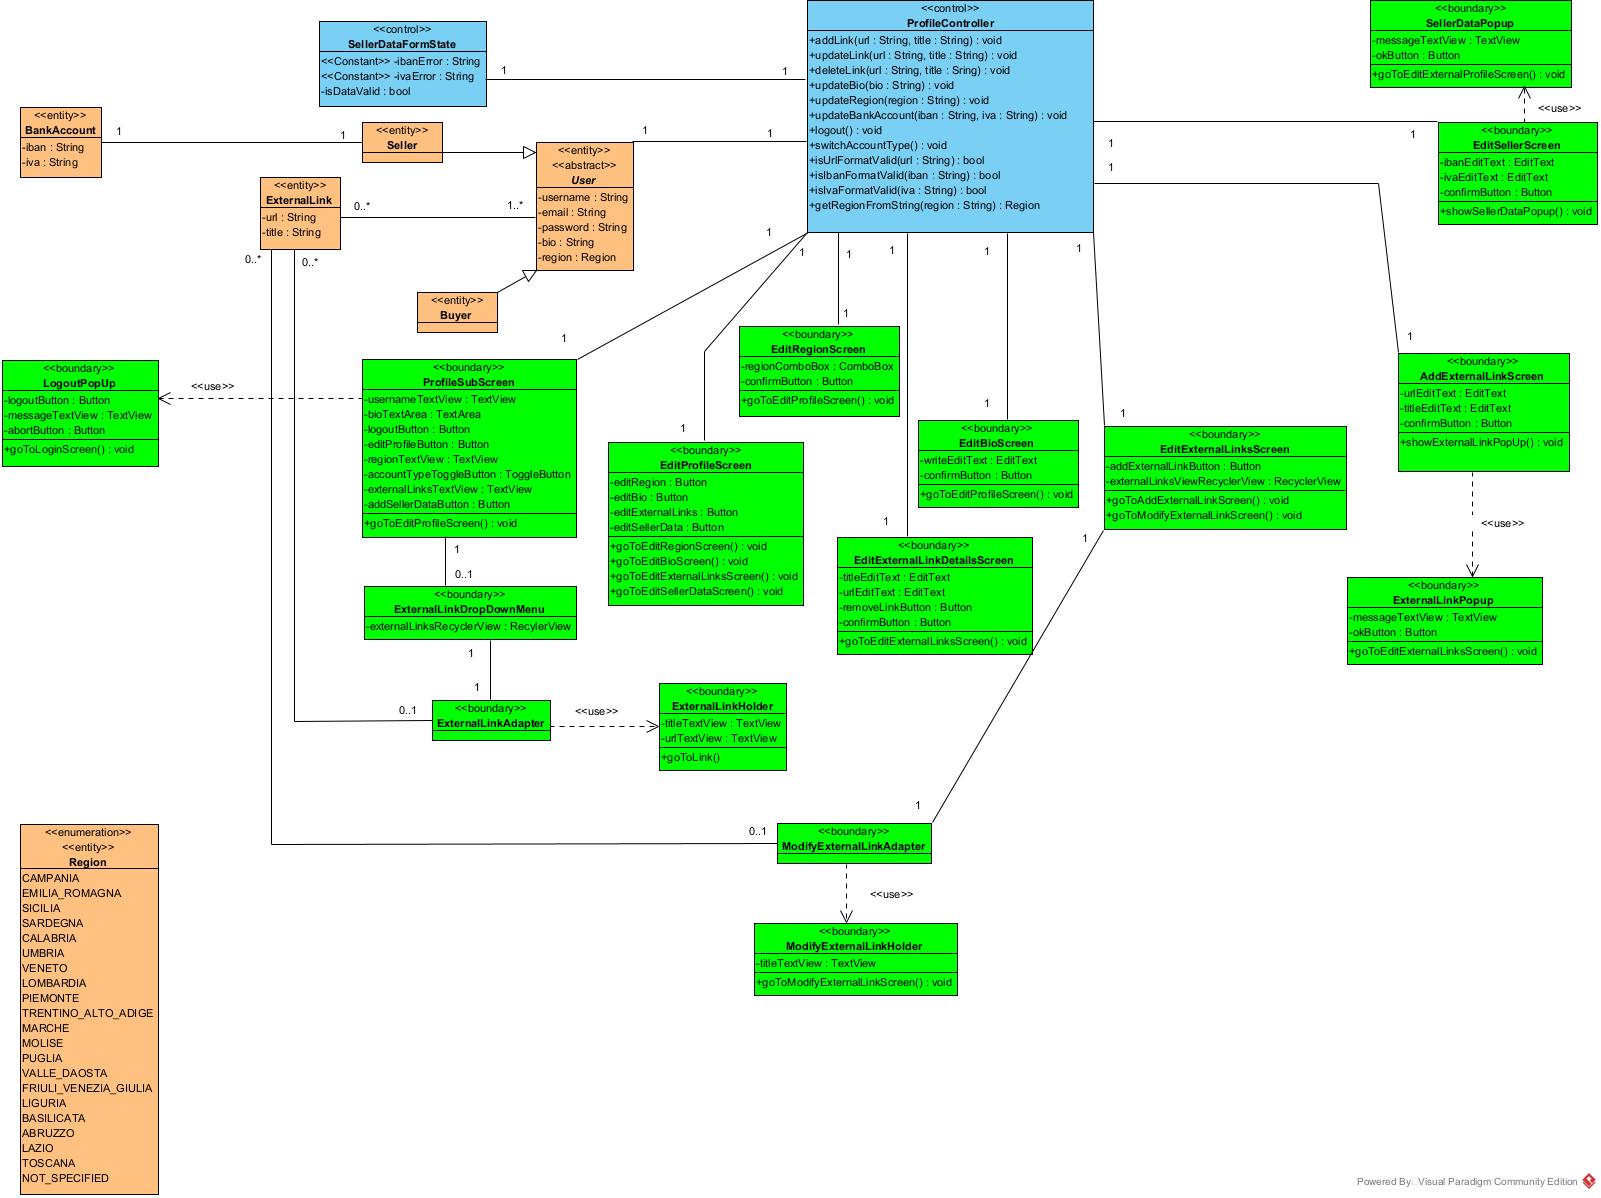 <<control>>
ProfileController
+addLink(url : String, title : String) : void
+updateLink(url : String, title : String) : void
+deleteLink(url : String, title : Sring) : void
+updateBio(bio : String) : void
+updateRegion(region : String) : void
+updateBankAccount(iban : String, iva : String) : void
+logout() : void
+switchAccountType() : void
+isUrlFormatValid(url : String) : bool
+isIbanFormatValid(iban : String) : bool
+isIvaFormatValid(iva : String) : bool
+getRegionFromString(region : String) : Region
<<boundary>>
SellerDataPopup
-messageTextView : TextView
-okButton : Button
+goToEditExternalProfileScreen() : void
<<use>>
<<control>>
SellerDataFormState
<<Constant>> -ibanError : String
<<Constant>> -ivaError : String
-isDataValid : bool
1
1
<<entity>>
BankAccount
-iban : String
-iva : String
1
1
<<entity>>
Seller
1
1
<<entity>>
<<abstract>>
User
-username : String
-email : String
-password : String
-bio : String
-region : Region
1
1
<<boundary>>
EditSellerScreen
-ibanEditText : EditText
-ivaEditText : EditText
-confirmButton : Button
+showSellerDataPopup() : void
1
<<entity>>
ExternalLink
-url : String
-title : String
0..*
1..*
0..*
0..*
<<entity>>
Buyer
1
1
1
1
1
1
1
1
1
1
1
1
1
1
<<boundary>>
LogoutPopUp
-logoutButton : Button
-messageTextView : TextView
-abortButton : Button
+goToLoginScreen() : void
<<use>>
<<boundary>>
ProfileSubScreen
-usernameTextView : TextView
-bioTextArea : TextArea
-logoutButton : Button
-editProfileButton : Button
-regionTextView : TextView
-accountTypeToggleButton : ToggleButton
-externalLinksTextView : TextView
-addSellerDataButton : Button
+goToEditProfileScreen() : void
<<boundary>>
EditRegionScreen
-regionComboBox : ComboBox
-confirmButton : Button
+goToEditProfileScreen() : void
<<boundary>>
AddExternalLinkScreen
-urlEditText : EditText
-titleEditText : EditText
-confirmButton : Button
+showExternalLinkPopUp() : void
<<boundary>>
EditProfileScreen
-editRegion : Button
-editBio : Button
-editExternalLinks : Button
-editSellerData : Button
+goToEditRegionScreen() : void
+goToEditBioScreen() : void
+goToEditExternalLinksScreen() : void
+goToEditSellerDataScreen() : void
<<boundary>>
EditBioScreen
-writeEditText : EditText
-confirmButton : Button
+goToEditProfileScreen() : void
<<boundary>>
EditExternalLinksScreen
-addExternalLinkButton : Button
-externalLinksViewRecyclerView : RecyclerView
+goToAddExternalLinkScreen() : void
+goToModifyExternalLinkScreen() : void
<<use>>
<<boundary>>
EditExternalLinkDetailsScreen
-titleEditText : EditText
-urlEditText : EditText
-removeLinkButton : Button
-confirmButton : Button
+goToEditExternalLinksScreen() : void
1
<<boundary>>
ExternalLinkPopup
-messageTextView : TextView
-okButton : Button
+goToEditExternalLinksScreen() : void
1
0..1
<<boundary>>
ExternalLinkDropDownMenu
-externalLinksRecyclerView : RecylerView
1
1
0..1
<<boundary>>
ExternalLinkAdapter
<<use>>
<<boundary>>
ExternalLinkHolder
-titleTextView : TextView
-urlTextView : TextView
+goToLink()
1
0..1
<<boundary>>
ModifyExternalLinkAdapter
<<use>>
<<boundary>>
ModifyExternalLinkHolder
-titleTextView : TextView
+goToModifyExternalLinkScreen() : void
<<enumeration>>
<<entity>>
Region
CAMPANIA
EMILIA_ROMAGNA
SICILIA
SARDEGNA
CALABRIA
UMBRIA
VENETO
LOMBARDIA
PIEMONTE
TRENTINO_ALTO_ADIGE
MARCHE
MOLISE
PUGLIA
VALLE_DAOSTA
FRIULI_VENEZIA_GIULIA
LIGURIA
BASILICATA
ABRUZZO
LAZIO
TOSCANA
NOT_SPECIFIED
Powered By Visual Paradigm Community Edition